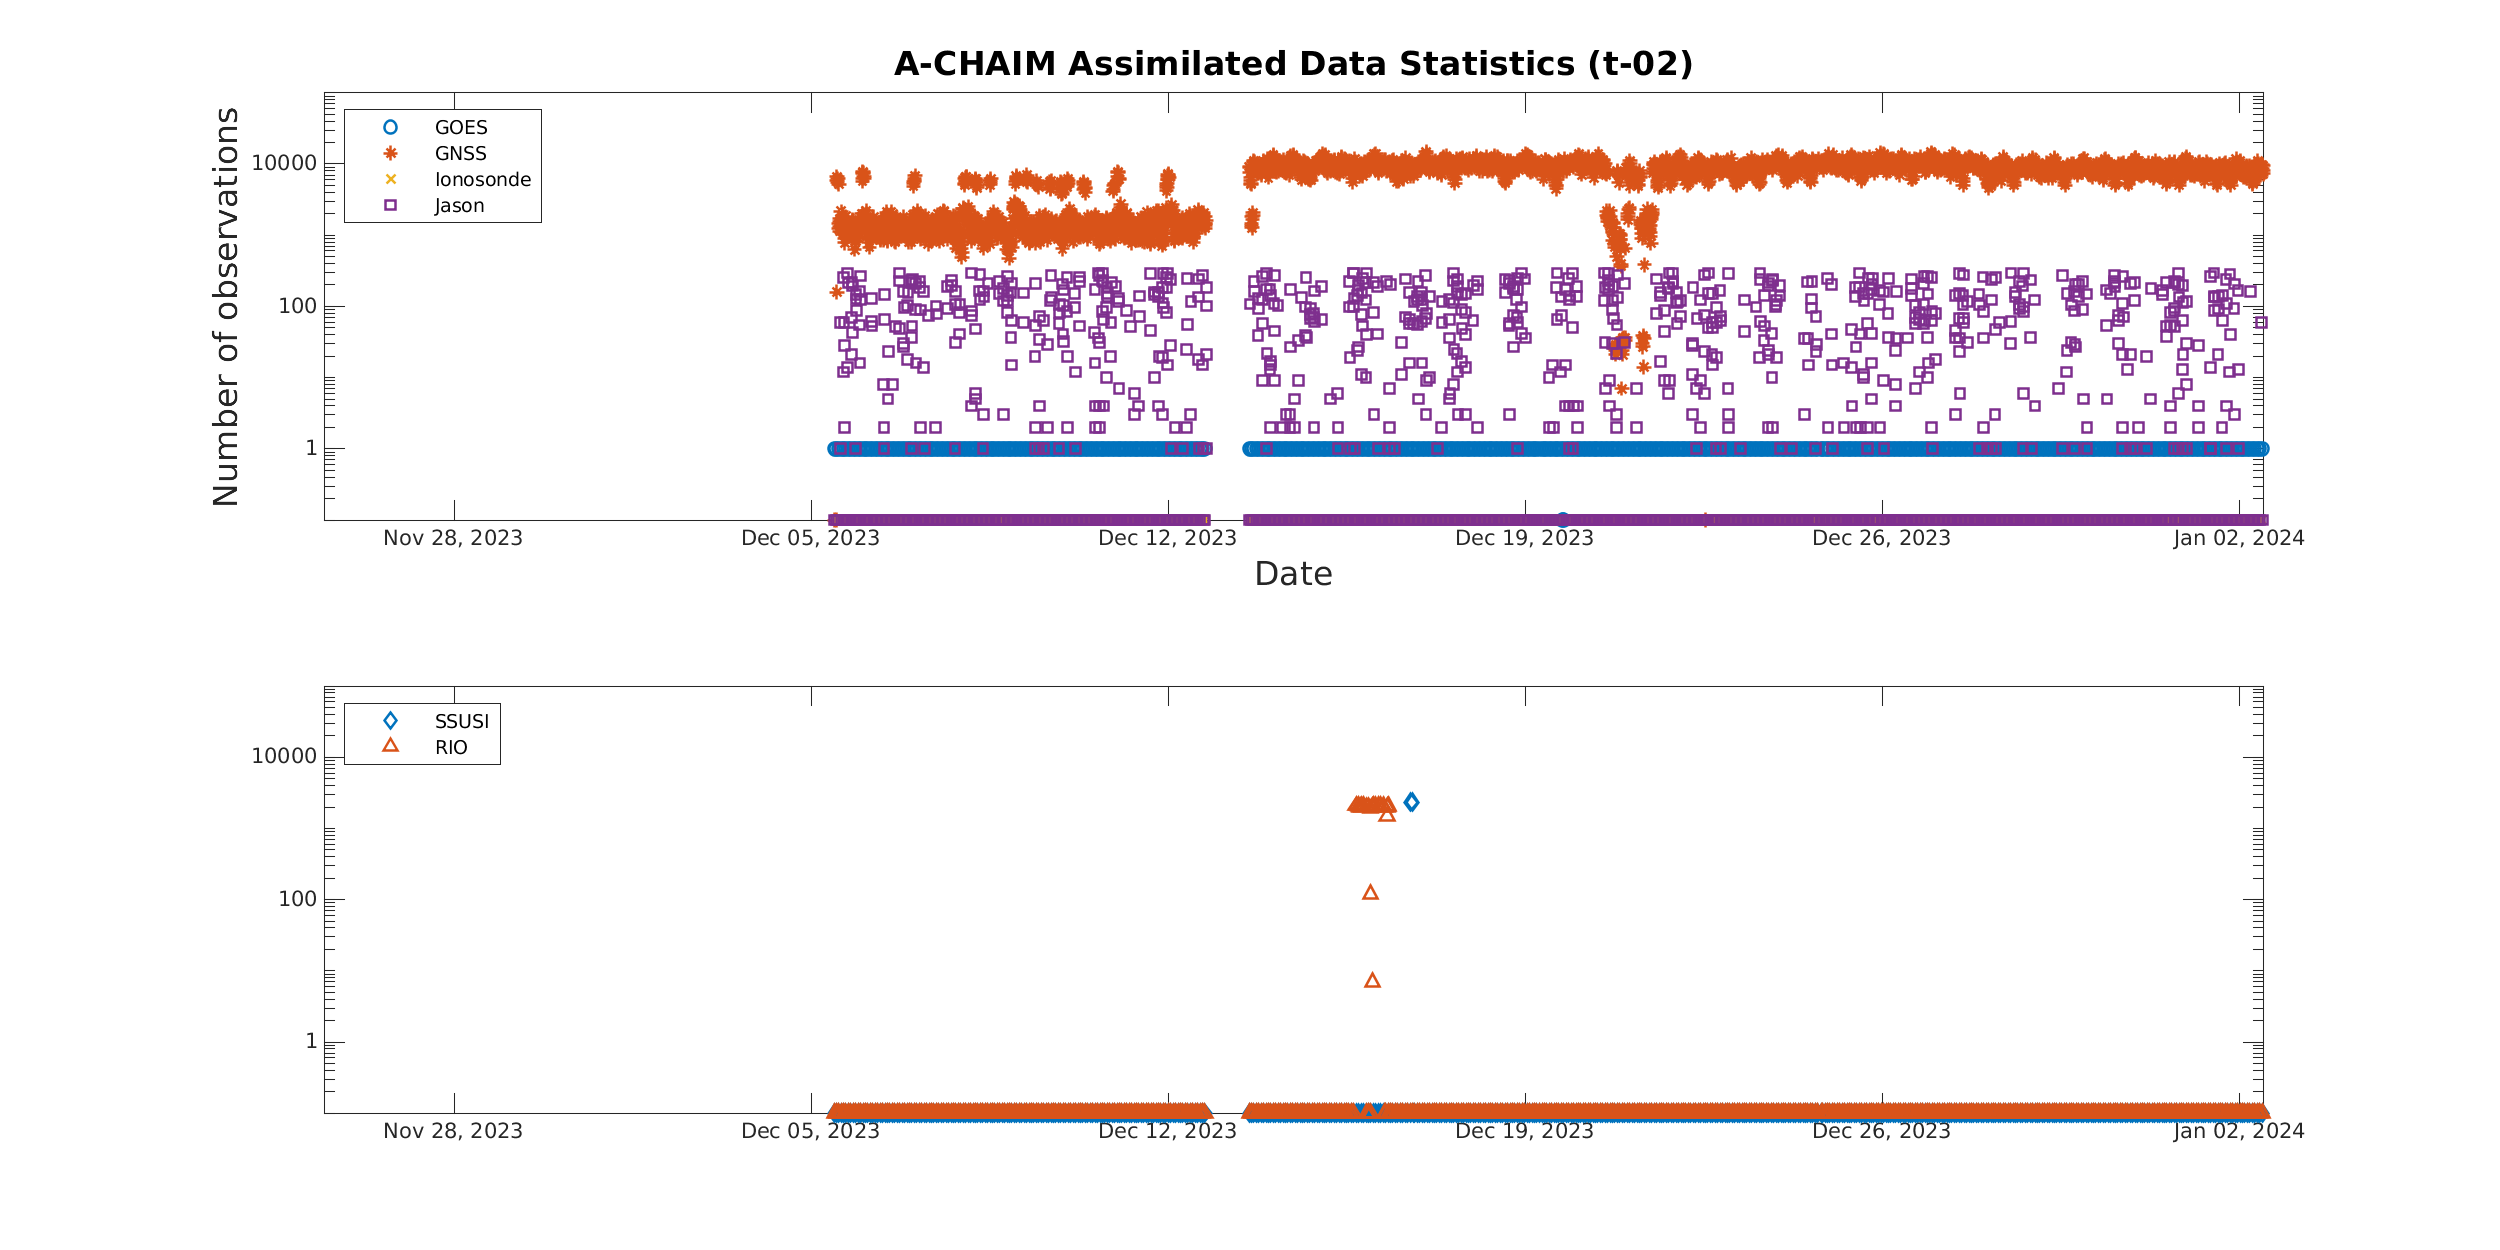 A-CHAIM Assimilated Data Statistics (t-02)
Number of observations
GOES
GNSS
Ionosonde
Jason
10000
100
1
Nov 28, 2023
Dec 05, 2023
Dec 12, 2023
Dec 19, 2023
Dec 26, 2023
Jan 02, 2024
Date
SSUSI
RIO
10000
100
1
Nov 28, 2023
Dec 05, 2023
Dec 12, 2023
Dec 19, 2023
Dec 26, 2023
Jan 02, 2024